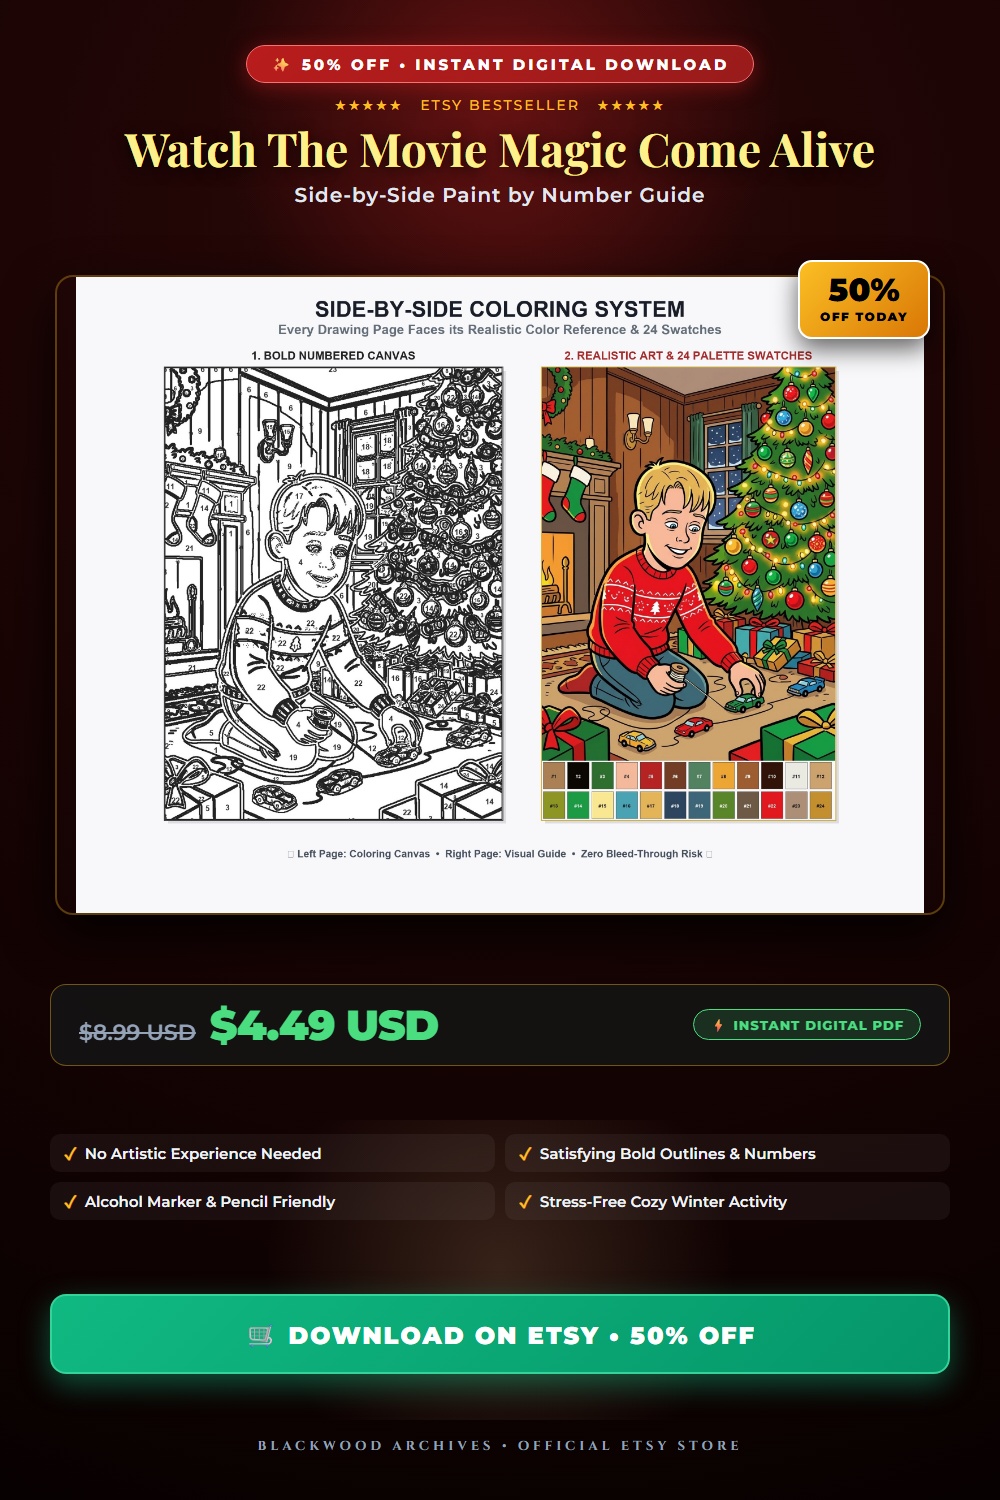 ✨ 50% OFF • INSTANT DIGITAL DOWNLOAD
★★★★★ ETSY BESTSELLER ★★★★★
Watch The Movie Magic Come Alive
Side-by-Side Paint by Number Guide
50%
OFF TODAY
SIDE-BY-SIDE COLORING SYSTEM
Every Drawing Page Faces its Realistic Color Reference & 24 Swatches
1. BOLD NUMBERED CANVAS
2. REALISTIC ART & 24 PALETTE SWATCHES
□ Left Page: Coloring Canvas • Right Page: Visual Guide • Zero Bleed-Through Risk □
$8.99 USD $4.49 USD
⚡ INSTANT DIGITAL PDF
✓ No Artistic Experience Needed
✓ Satisfying Bold Outlines & Numbers
✓ Alcohol Marker & Pencil Friendly
✓ Stress-Free Cozy Winter Activity
🛒 DOWNLOAD ON ETSY • 50% OFF
BLACKWOOD ARCHIVES • OFFICIAL ETSY STORE